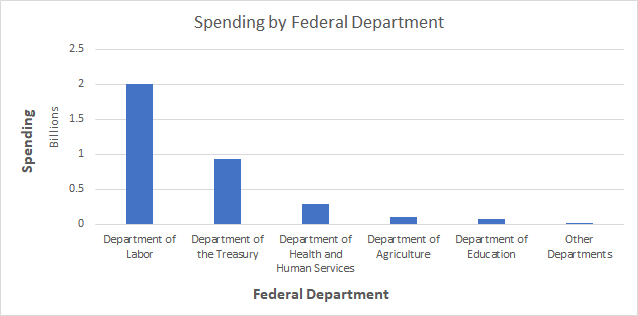 Spending by Federal Department
2.5
2
1.5
1
0.5
0
Spending
Billions
Department of
Labor
Department of
the Treasury
Department of
Health and
Human Services
Department of
Agriculture
Department of
Education
Other
Departments
Federal Department